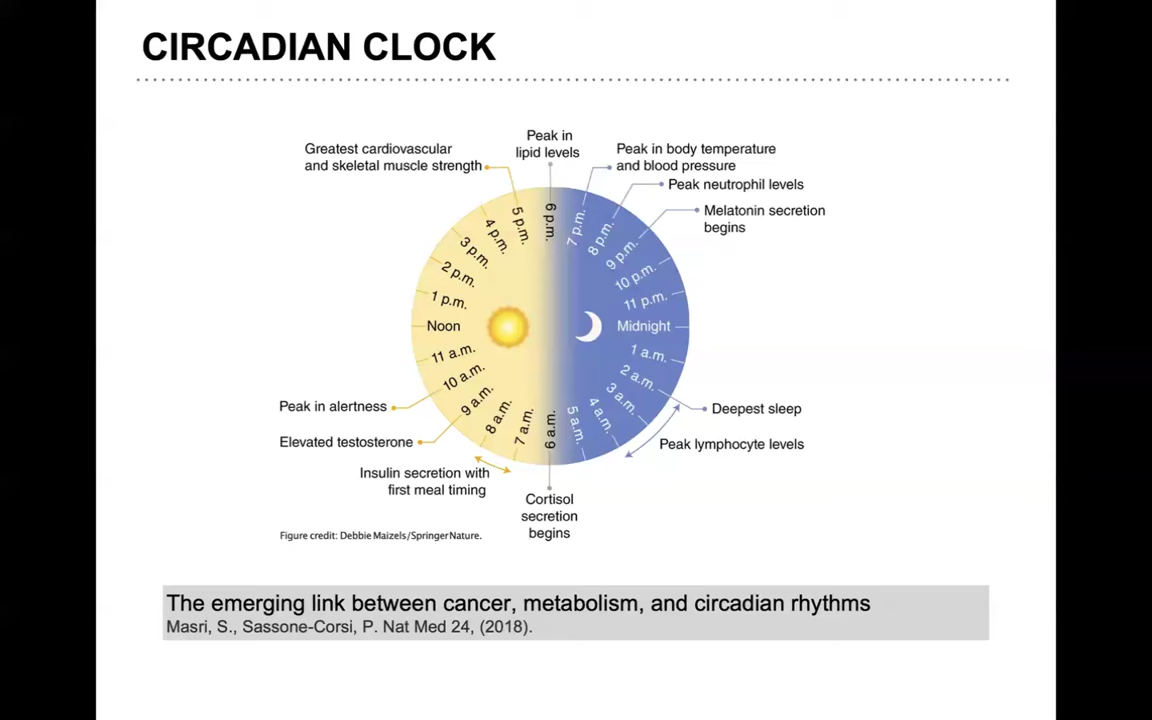 CIRCADIAN CLOCK
Greatest cardiovascular
and skeletal muscle strength
Peak in
lipid levels
Peak in body temperature
and blood pressure
Peak neutrophil levels
Melatonin secretion
begins
6 p.m.
7 p.m.
8 p.m.
9 p.m.
10 p.m.
11 p.m.
Midnight
1 a.m.
2 a.m.
3 a.m.
4 a.m.
5 a.m.
6 a.m.
7 a.m.
8 a.m.
9 a.m.
10 a.m.
11 a.m.
Noon
1 p.m.
2 p.m.
3 p.m.
4 p.m.
5 p.m.
Deepest sleep
Peak lymphocyte levels
Peak in alertness
Elevated testosterone
Insulin secretion with
first meal timing
Cortisol
secretion
begins
Figure credit: Debbie Maizels/Springer Nature.
The emerging link between cancer, metabolism, and circadian rhythms
Masri, S., Sassone-Corsi, P. Nat Med 24, (2018).